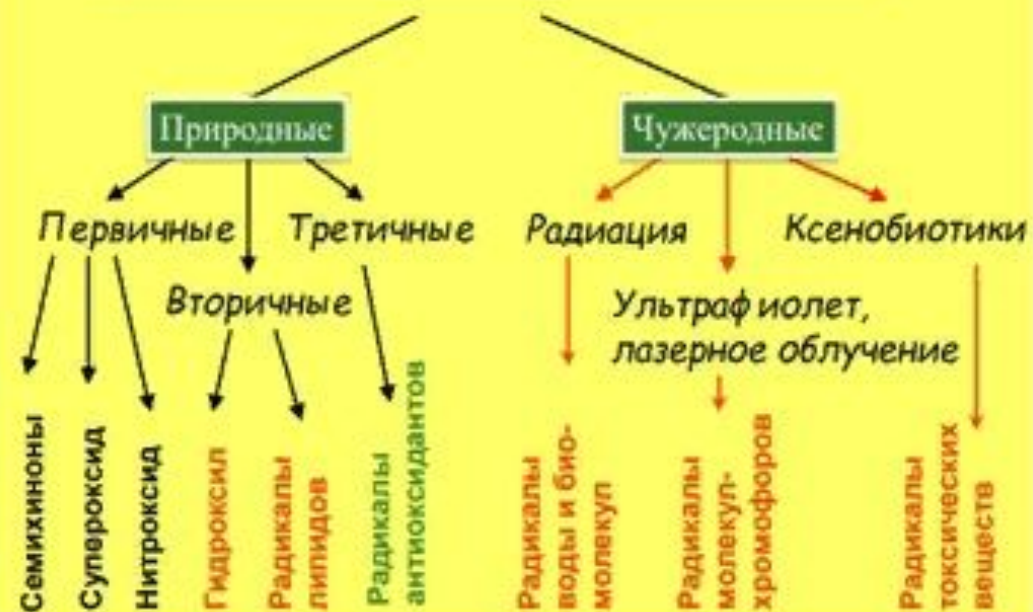 Природные
Чужеродные
Первичные
Третичные
Радиация
Ксенобиотики
Вторичные
Ультрафиолет,
лазерное облучение
Семихиноны
Супероксид
Нитроксид
Гидроксил
Радикалы
липидов
Радикалы
антиоксидантов
Радикалы
воды и био-
молекул
Радикалы
молекул-
хромофоров
Радикалы
токсических
веществ